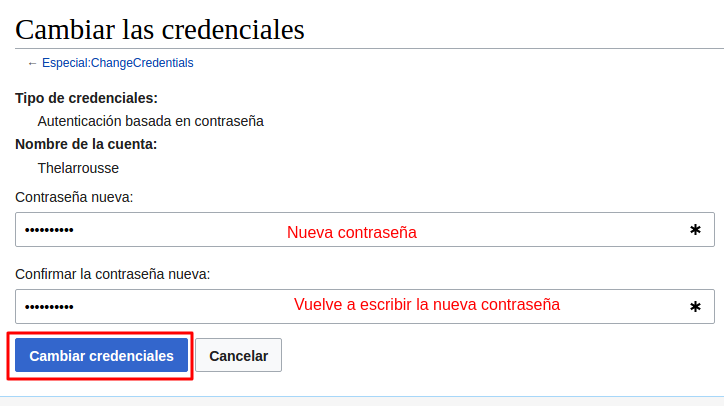 Cambiar las credenciales
← Especial:ChangeCredentials
Tipo de credenciales:
Autenticación basada en contraseña
Nombre de la cuenta:
Thelarrousse
Contraseña nueva:
•••••••••• Nueva contraseña *
Confirmar la contraseña nueva:
•••••••••• Vuelve a escribir la nueva contraseña *
Cambiar credenciales Cancelar